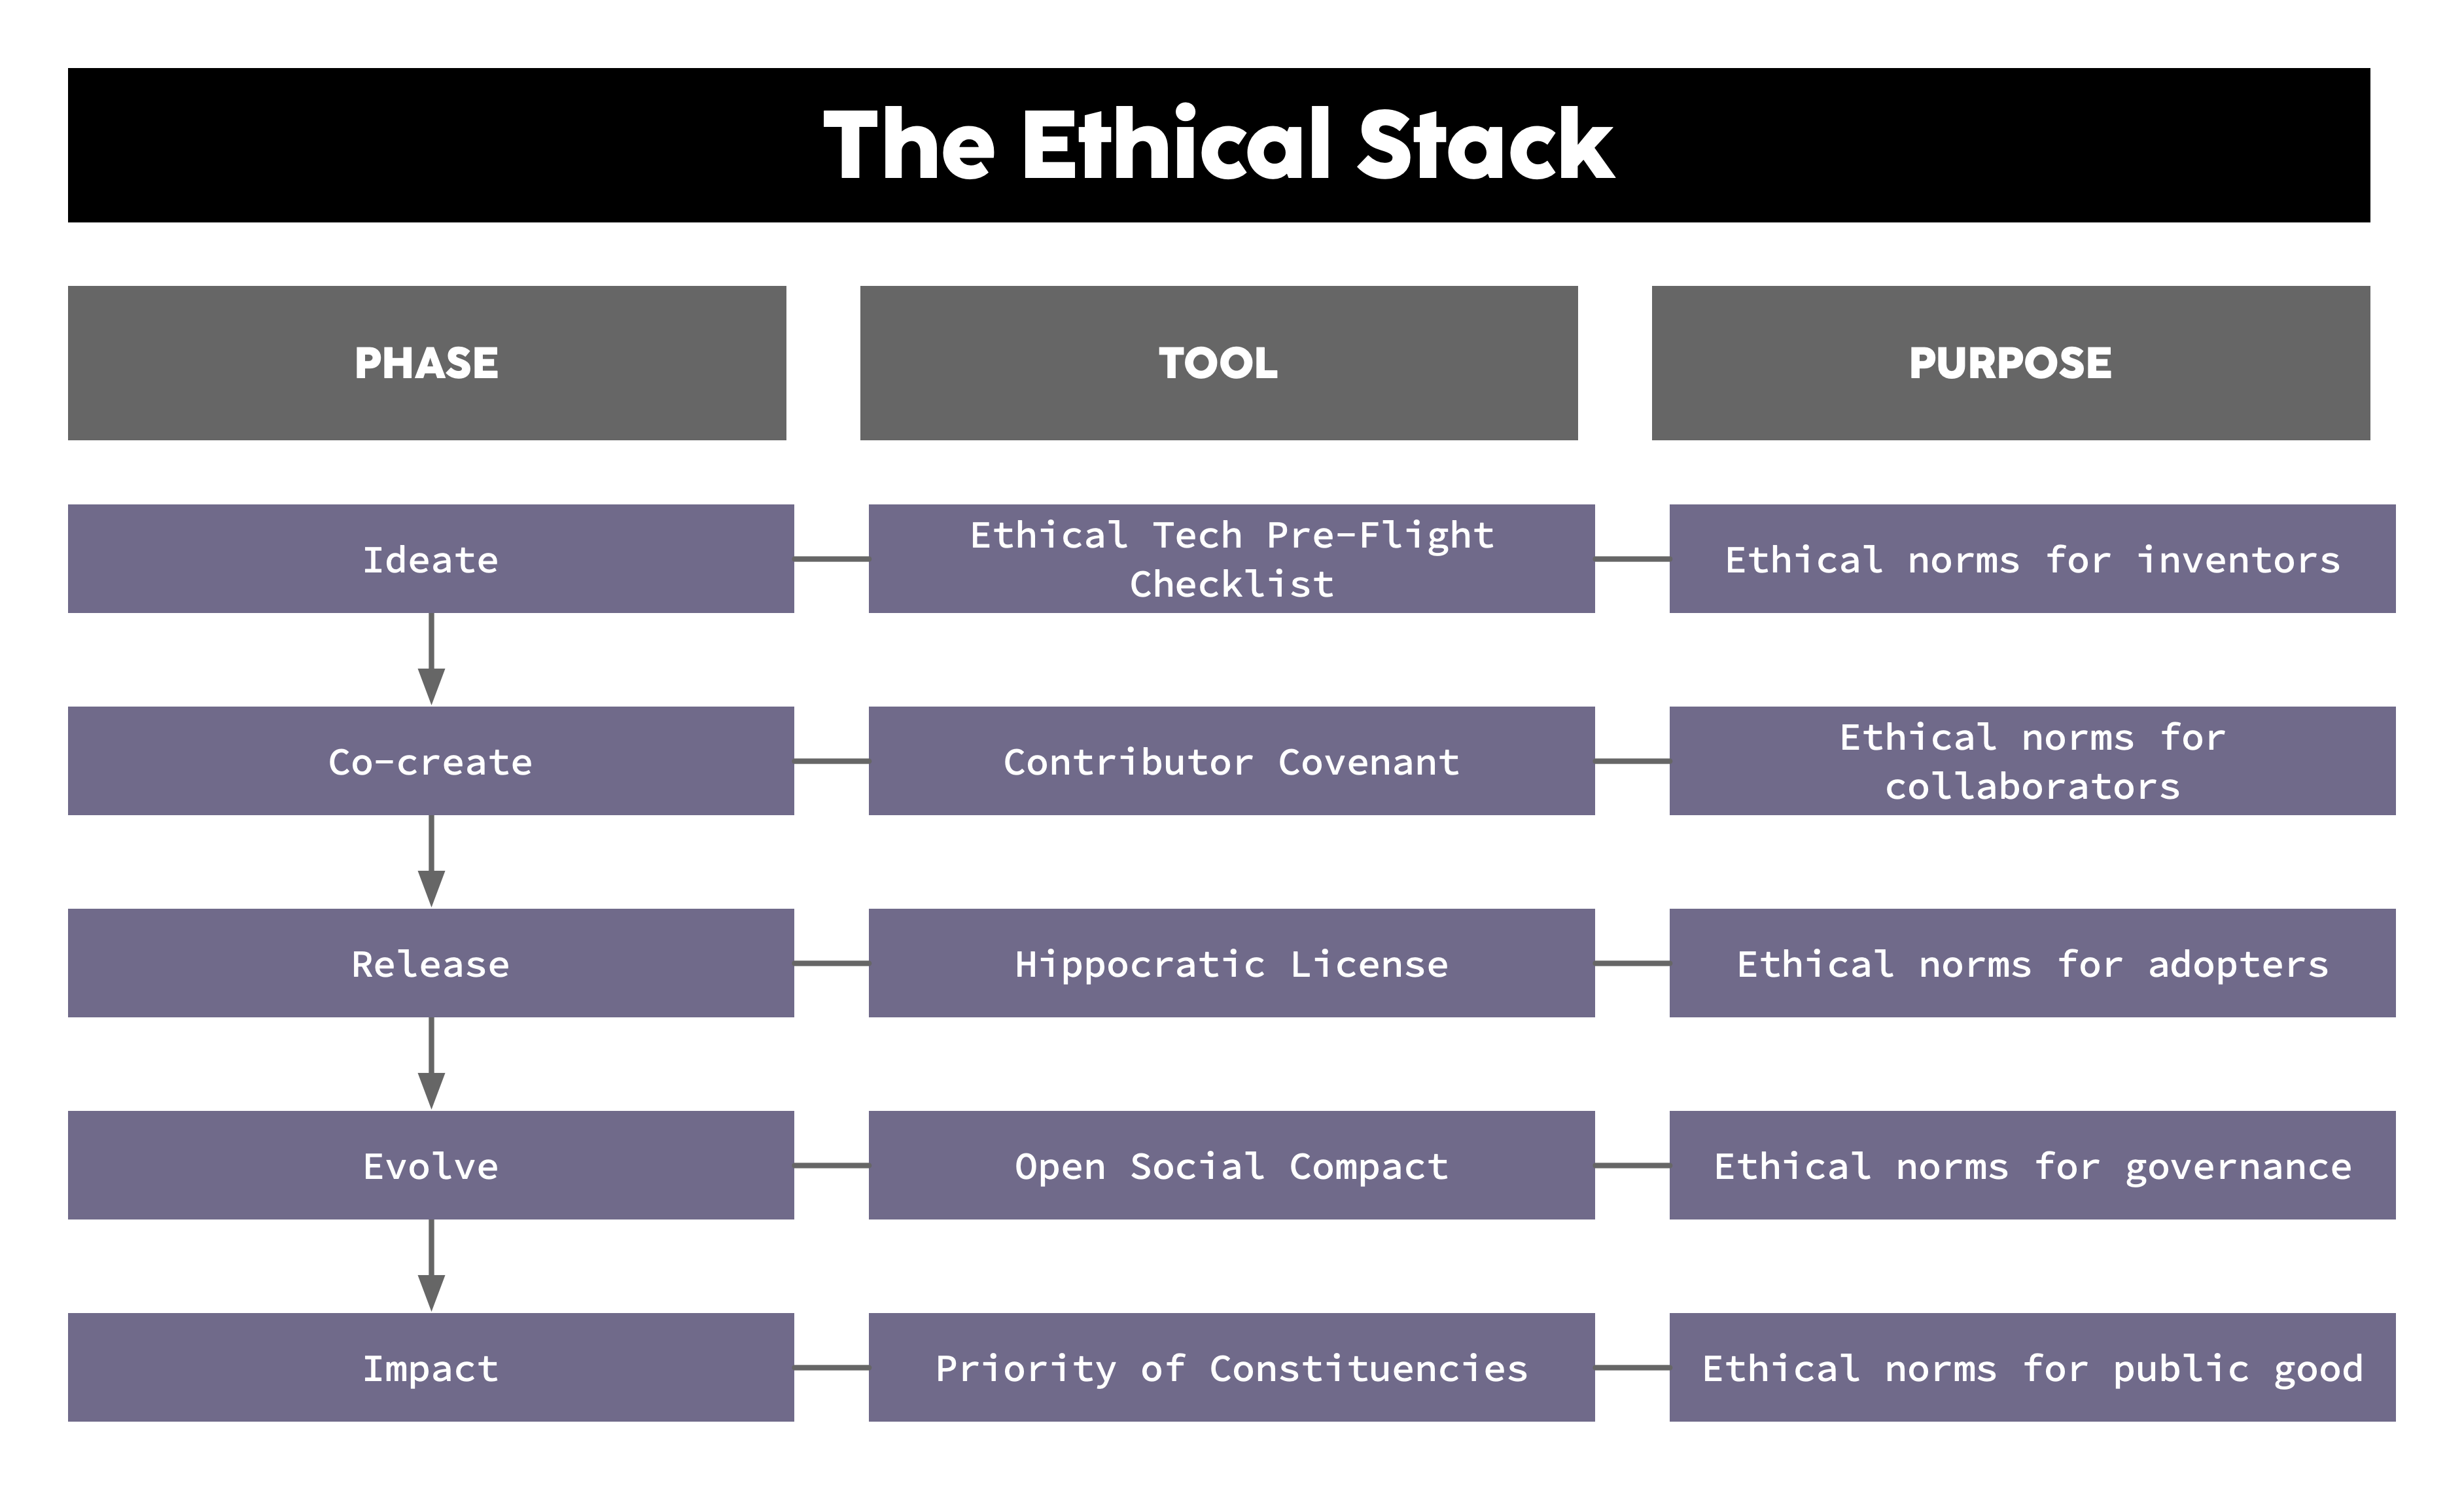 The Ethical Stack
PHASE
TOOL
PURPOSE
Ideate
Ethical Tech Pre-Flight
Checklist
Ethical norms for inventors
Co-create
Contributor Covenant
Ethical norms for
collaborators
Release
Hippocratic License
Ethical norms for adopters
Evolve
Open Social Compact
Ethical norms for governance
Impact
Priority of Constituencies
Ethical norms for public good